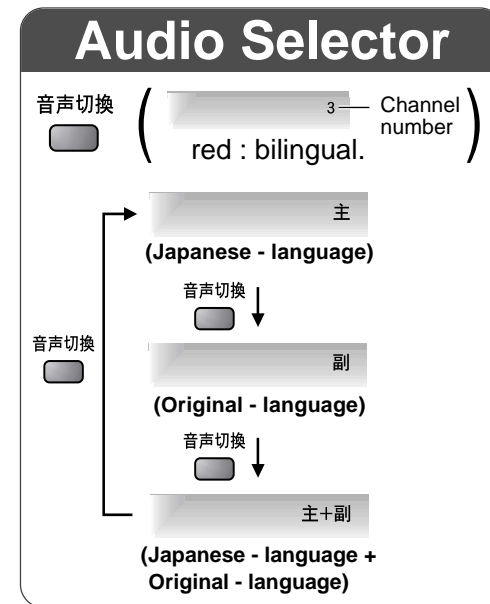 Audio Selector
音声切換
( 3 Channel number )
red : bilingual.
主
(Japanese - language)
音声切換
副
(Original - language)
音声切換
音声切換
主+副
(Japanese - language +
Original - language)